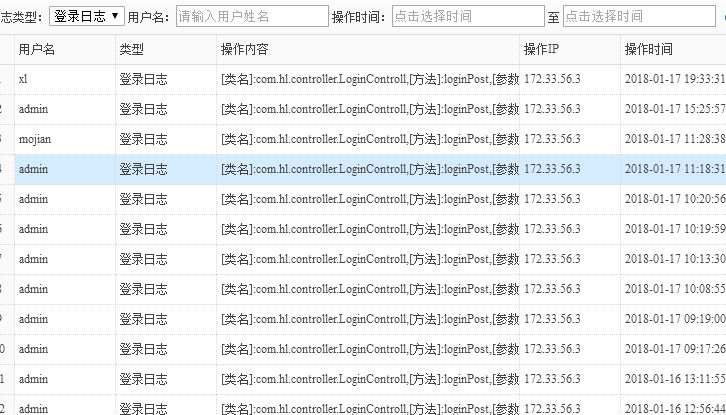 志类型： 登录日志 用户名： 请输入用户姓名 操作时间： 点击选择时间 至 点击选择时间
用户名 类型 操作内容 操作IP 操作时间
1 xl 登录日志 [类名]:com.hl.controller.LoginControll,[方法]:loginPost,[参数 172.33.56.3 2018-01-17 19:33:31
2 admin 登录日志 [类名]:com.hl.controller.LoginControll,[方法]:loginPost,[参数 172.33.56.3 2018-01-17 15:25:57
3 mojian 登录日志 [类名]:com.hl.controller.LoginControll,[方法]:loginPost,[参数 172.33.56.3 2018-01-17 11:28:38
4 admin 登录日志 [类名]:com.hl.controller.LoginControll,[方法]:loginPost,[参数 172.33.56.3 2018-01-17 11:18:31
5 admin 登录日志 [类名]:com.hl.controller.LoginControll,[方法]:loginPost,[参数 172.33.56.3 2018-01-17 10:20:56
6 admin 登录日志 [类名]:com.hl.controller.LoginControll,[方法]:loginPost,[参数 172.33.56.3 2018-01-17 10:19:59
7 admin 登录日志 [类名]:com.hl.controller.LoginControll,[方法]:loginPost,[参数 172.33.56.3 2018-01-17 10:13:30
8 admin 登录日志 [类名]:com.hl.controller.LoginControll,[方法]:loginPost,[参数 172.33.56.3 2018-01-17 10:08:55
9 admin 登录日志 [类名]:com.hl.controller.LoginControll,[方法]:loginPost,[参数 172.33.56.3 2018-01-17 09:19:00
0 admin 登录日志 [类名]:com.hl.controller.LoginControll,[方法]:loginPost,[参数 172.33.56.3 2018-01-17 09:17:26
1 admin 登录日志 [类名]:com.hl.controller.LoginControll,[方法]:loginPost,[参数 172.33.56.3 2018-01-16 13:11:55
2 admin 登录日志 [类名]:com.hl.controller.LoginControll,[方法]:loginPost,[参数 172.33.56.3 2018-01-16 12:56:44